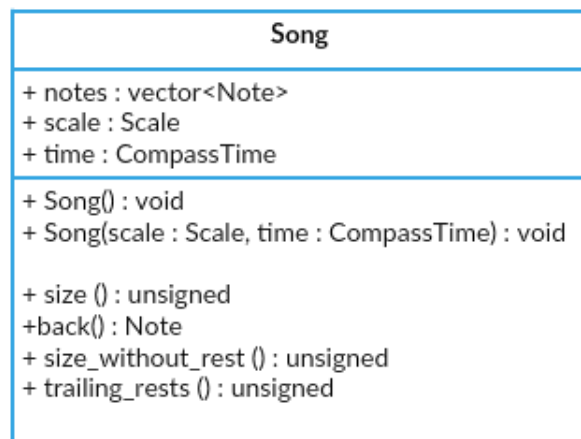 Song
+ notes : vector<Note>
+ scale : Scale
+ time : CompassTime
+ Song() : void
+ Song(scale : Scale, time : CompassTime) : void
+ size () : unsigned
+back() : Note
+ size_without_rest () : unsigned
+ trailing_rests () : unsigned